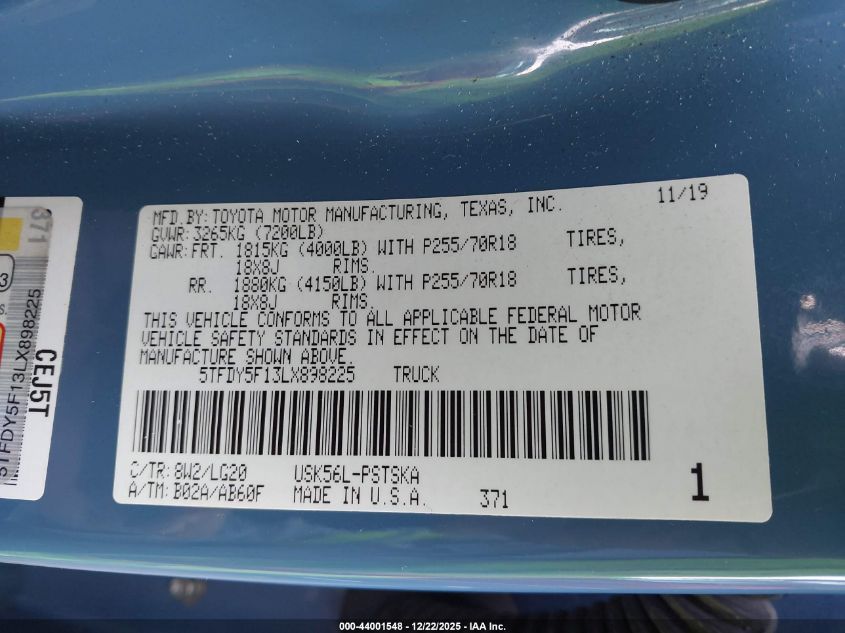 371
3
S.
5TFDY5F13LX898225
CEJ5T
MFD.BY:TOYOTA MOTOR MANUFACTURING, TEXAS, INC. 11/19
GVWR:3265KG (7200LB)
GAWR:FRT. 1815KG (4000LB) WITH P255/70R18 TIRES,
18X8J RIMS.
RR. 1880KG (4150LB) WITH P255/70R18 TIRES,
18X8J RIMS.
THIS VEHICLE CONFORMS TO ALL APPLICABLE FEDERAL MOTOR
VEHICLE SAFETY STANDARDS IN EFFECT ON THE DATE OF
MANUFACTURE SHOWN ABOVE.
5TFDY5F13LX898225 TRUCK
C/TR:8W2/LG20 USK56L-PSTSKA
A/TM:B02A/AB60F MADE IN U.S.A. 371 1
000-44001548 - 12/22/2025 - IAA Inc.